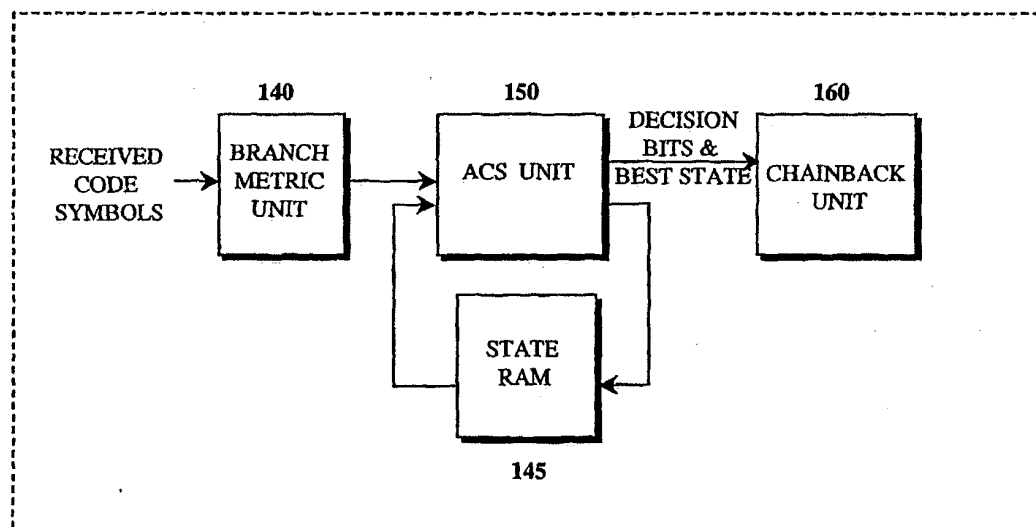 140
150
160
RECEIVED
CODE
SYMBOLS
BRANCH
METRIC
UNIT
ACS UNIT
DECISION
BITS &
BEST STATE
CHAINBACK
UNIT
STATE
RAM
145